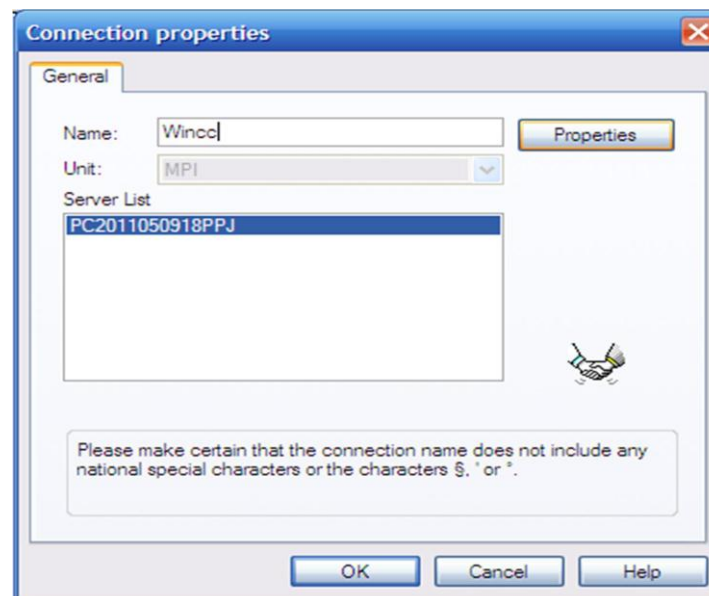 Connection properties
General
Name: Wincc Properties
Unit: MPI
Server List
PC2011050918PPJ
Please make certain that the connection name does not include any
national special characters or the characters §, ' or ".
OK Cancel Help